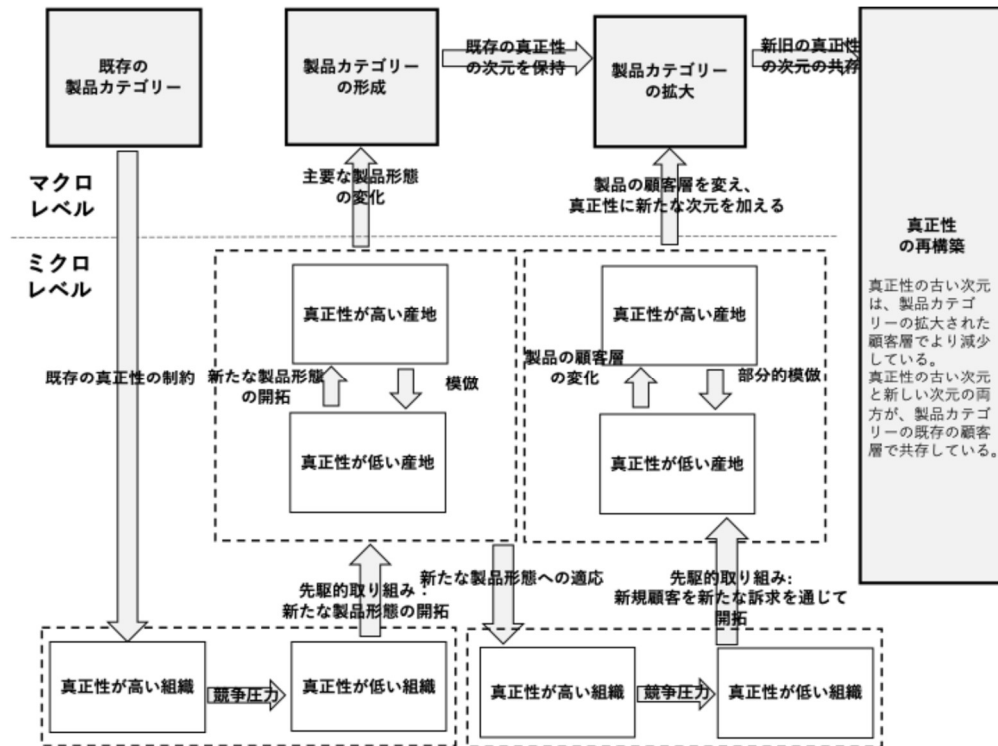 既存の
製品カテゴリー
製品カテゴリー
の形成
既存の真正性
の次元を保持
製品カテゴリー
の拡大
新旧の真正性
の次元の共存
マクロ
レベル
主要な製品形態
の変化
製品の顧客層を変え、
真正性に新たな次元を加える
真正性
の再構築
真正性の古い次元
は、製品カテゴ
リーの拡大された
顧客層でより減少
している。
真正性の古い次元
と新しい次元の両
方が、製品カテゴ
リーの既存の顧客
層で共存している。
ミクロ
レベル
真正性が高い産地
真正性が高い産地
既存の真正性の制約
新たな製品形態
の開拓
模倣
製品の顧客層
の変化
部分的模倣
真正性が低い産地
真正性が低い産地
先駆的取り組み：
新たな製品形態の開拓
新たな製品形態への適応
先駆的取り組み:
新規顧客を新たな訴求を通じて
開拓
真正性が高い組織
競争圧力
真正性が低い組織
真正性が高い組織
競争圧力
真正性が低い組織